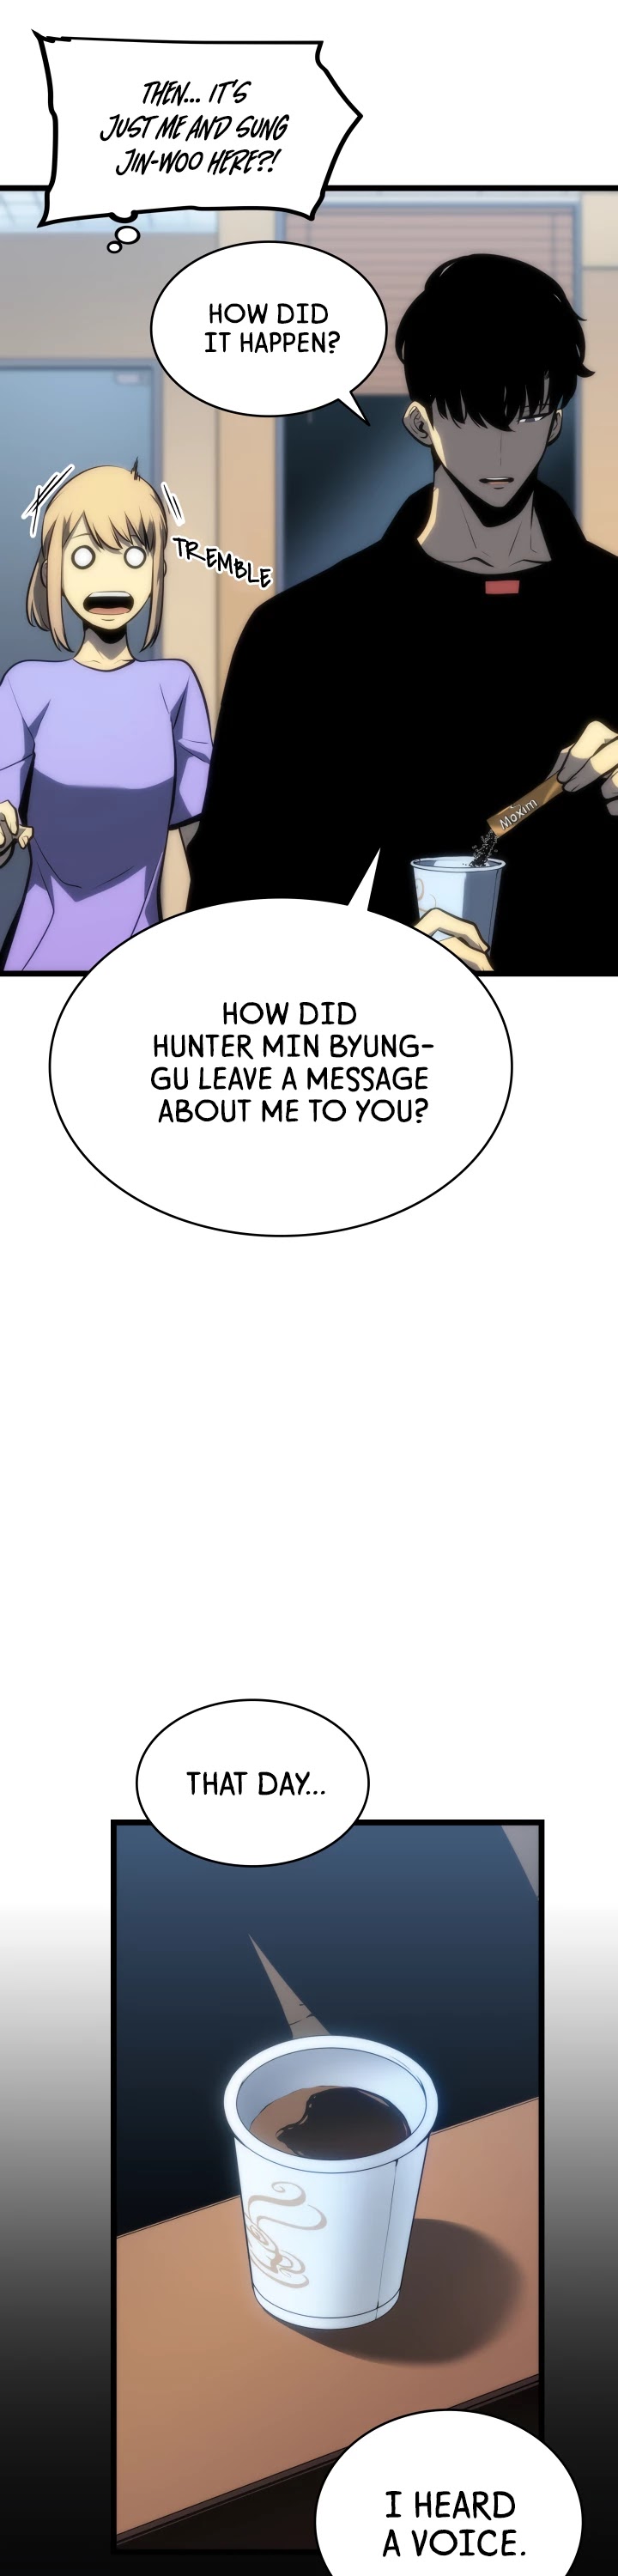 THEN... IT'S
JUST ME AND SUNG
JIN-WOO HERE?!
HOW DID
IT HAPPEN?
TREMBLE
Maxim
HOW DID
HUNTER MIN BYUNG-
GU LEAVE A MESSAGE
ABOUT ME TO YOU?
THAT DAY...
I HEARD
A VOICE.